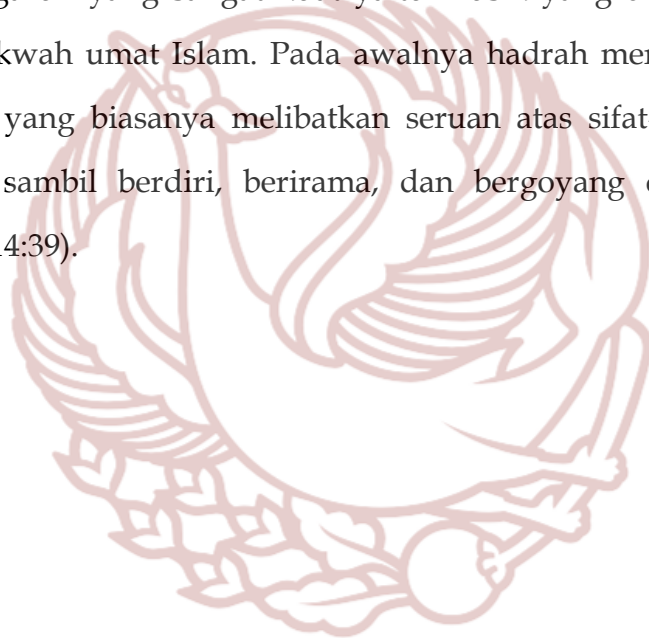 kwah umat Islam. Pada awalnya hadrah mer
yang biasanya melibatkan seruan atas sifat
sambil berdiri, berirama, dan bergoyang
4:39).